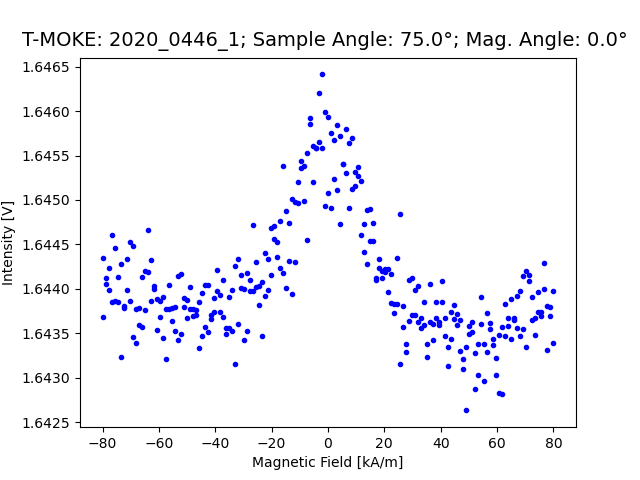 T-MOKE: 2020_0446_1; Sample Angle: 75.0°; Mag. Angle: 0.0°
1.6465
1.6460
1.6455
1.6450
1.6445
1.6440
1.6435
1.6430
1.6425
Intensity [V]
−80 −60 −40 −20 0 20 40 60 80
Magnetic Field [kA/m]